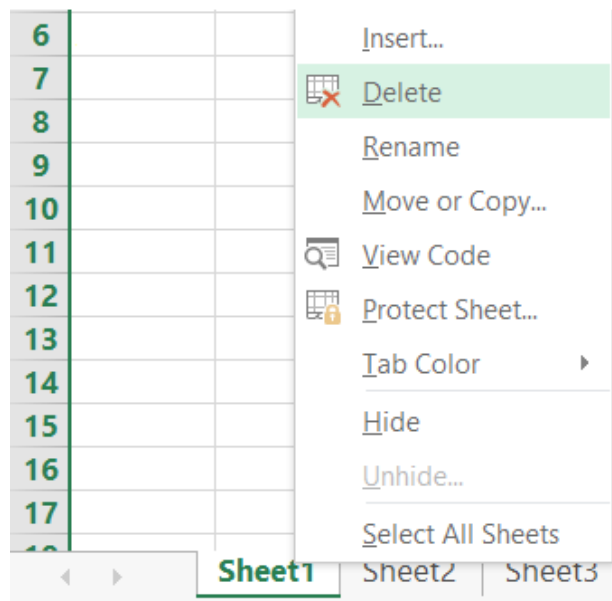 6
7
8
9
10
11
12
13
14
15
16
17
Insert...
Delete
Rename
Move or Copy...
View Code
Protect Sheet...
Tab Color
Hide
Unhide...
Select All Sheets
Sheet1 Sheet2 Sheet3